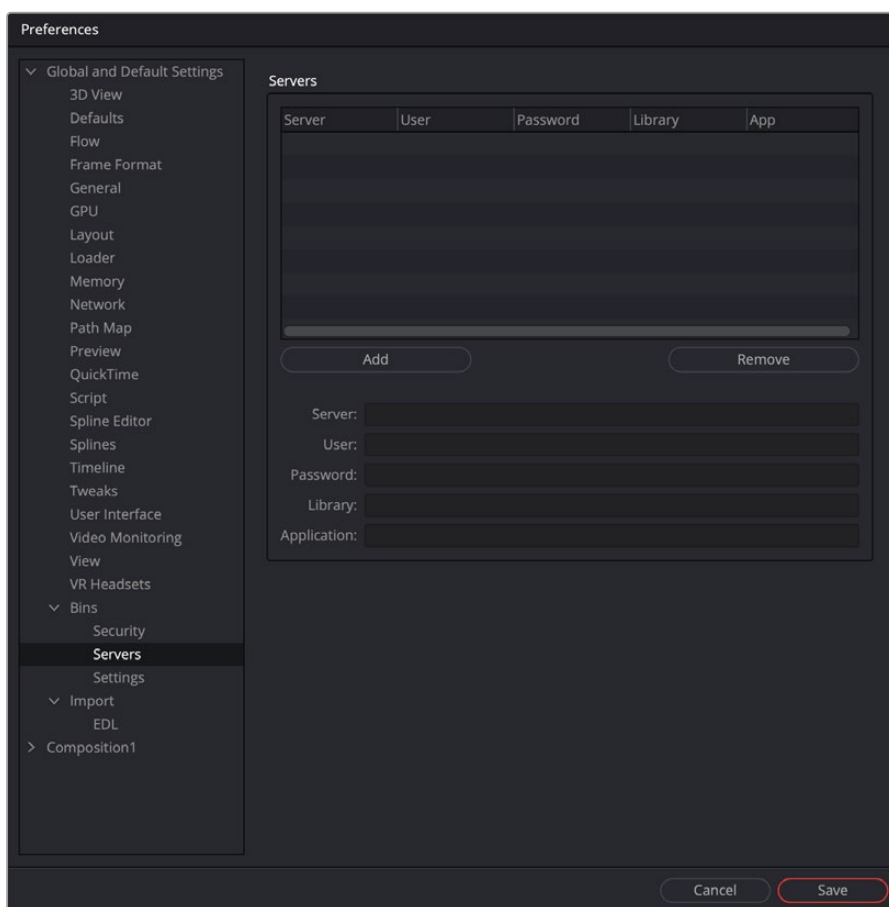 Preferences
Global and Default Settings
3D View
Defaults
Flow
Frame Format
General
GPU
Layout
Loader
Memory
Network
Path Map
Preview
QuickTime
Script
Spline Editor
Splines
Timeline
Tweaks
User Interface
Video Monitoring
View
VR Headsets
Bins
Security
Servers
Settings
Import
EDL
Composition1
Servers
Server User Password Library App
Add Remove
Server:
User:
Password:
Library:
Application:
Cancel Save